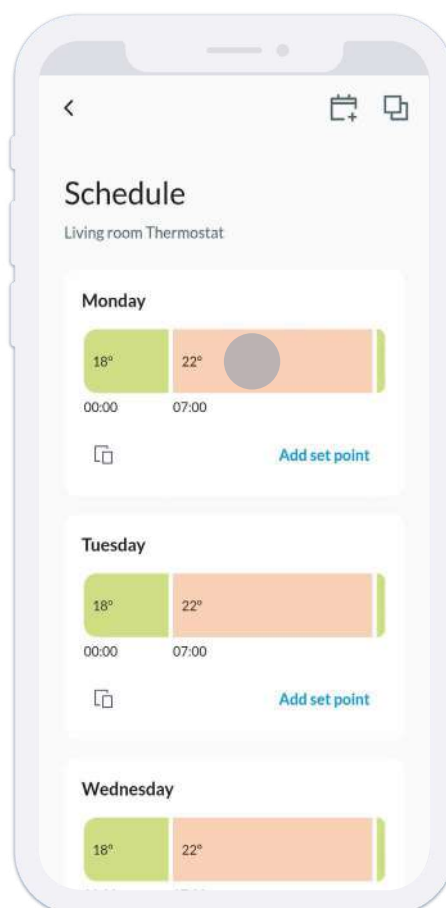 Schedule
Living room Thermostat
Monday
18° 22°
00:00 07:00
Add set point
Tuesday
18° 22°
00:00 07:00
Add set point
Wednesday
18° 22°